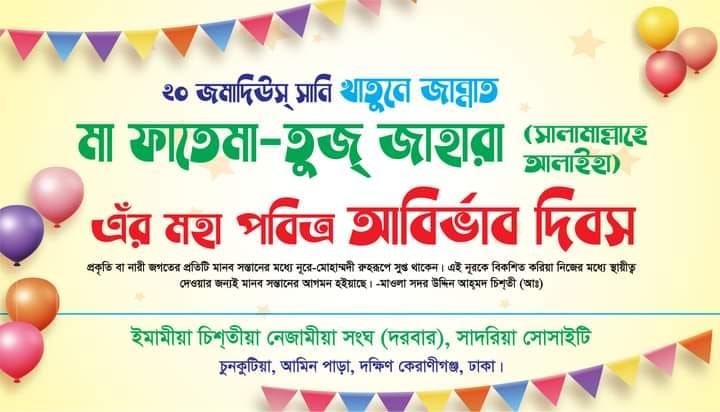 ২০ জমাদিউস্ সানি খাতুনে জান্নাত
মা ফাতেমা-তুজ্ জাহারা (সালামাল্লাহে
আলাইহা)
এঁর মহা পবিত্র আবির্ভাব দিবস
প্রকৃতি বা নারী জগতের প্রতিটি মানব সন্তানের মধ্যে নূরে-মোহাম্মদী রুহরূপে সুপ্ত থাকেন। এই নূরকে বিকশিত করিয়া নিজের মধ্যে স্থায়ীত্ব
দেওয়ার জন্যই মানব সন্তানের আগমন হইয়াছে। -মাওলা সদর উদ্দিন আহ্‌মদ চিশ্‌তী (আঃ)
ইমামীয়া চিশ্‌তীয়া নেজামীয়া সংঘ (দরবার), সাদরিয়া সোসাইটি
চুনকুটিয়া, আমিন পাড়া, দক্ষিণ কেরাণীগঞ্জ, ঢাকা।